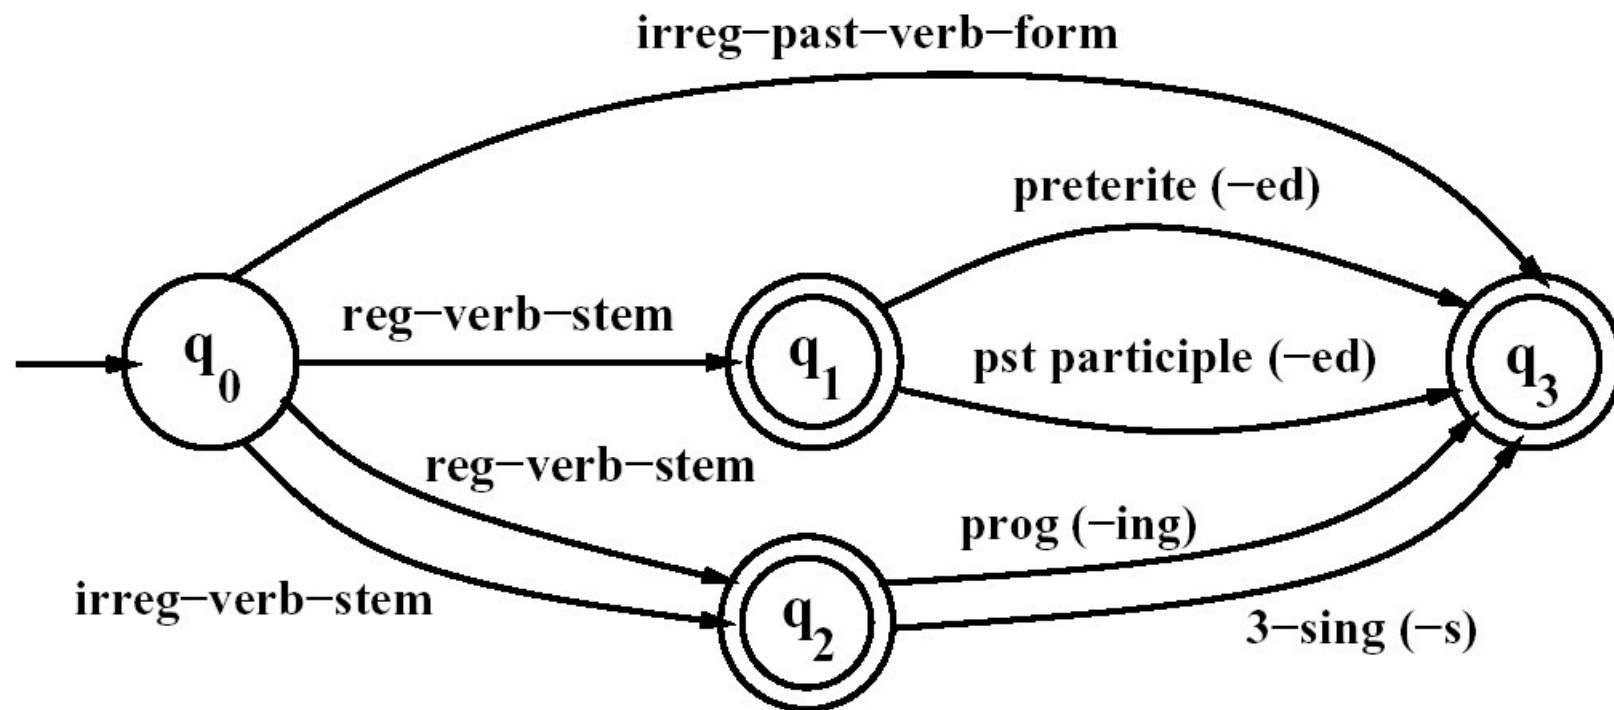 irreg−past−verb−form
preterite (−ed)
reg−verb−stem
q0
q1
pst participle (−ed)
q3
reg−verb−stem
prog (−ing)
irreg−verb−stem
q2
3−sing (−s)